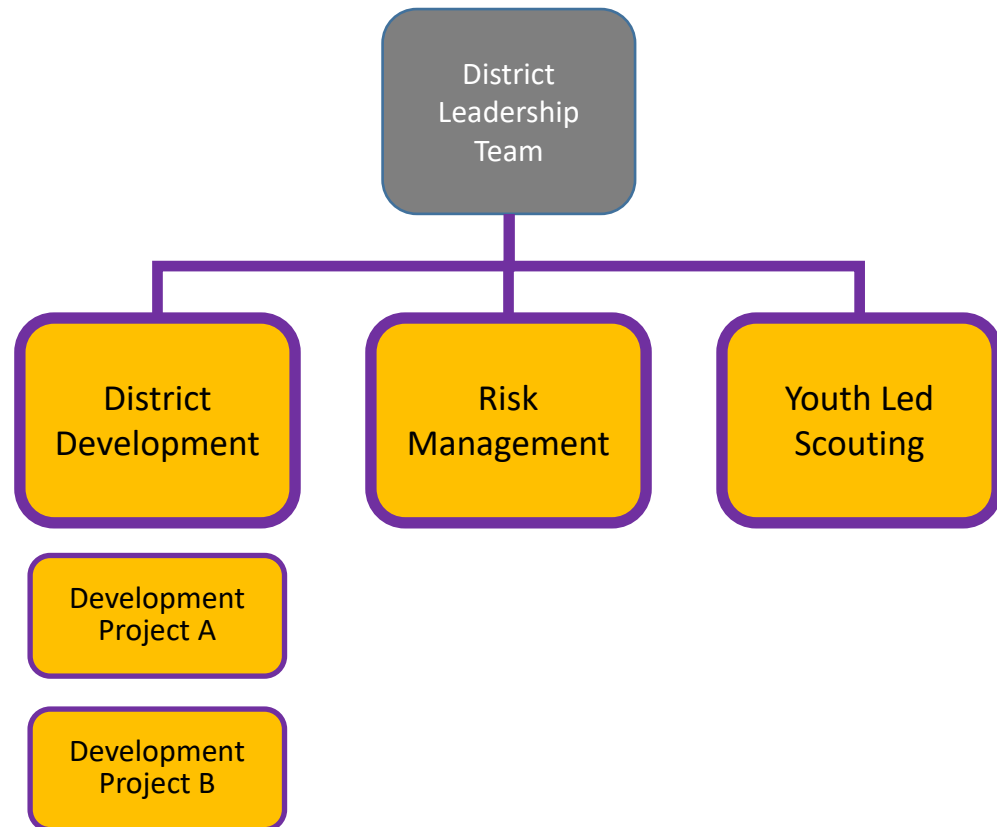 District
Leadership
Team
District
Development
Risk
Management
Youth Led
Scouting
Development
Project A
Development
Project B